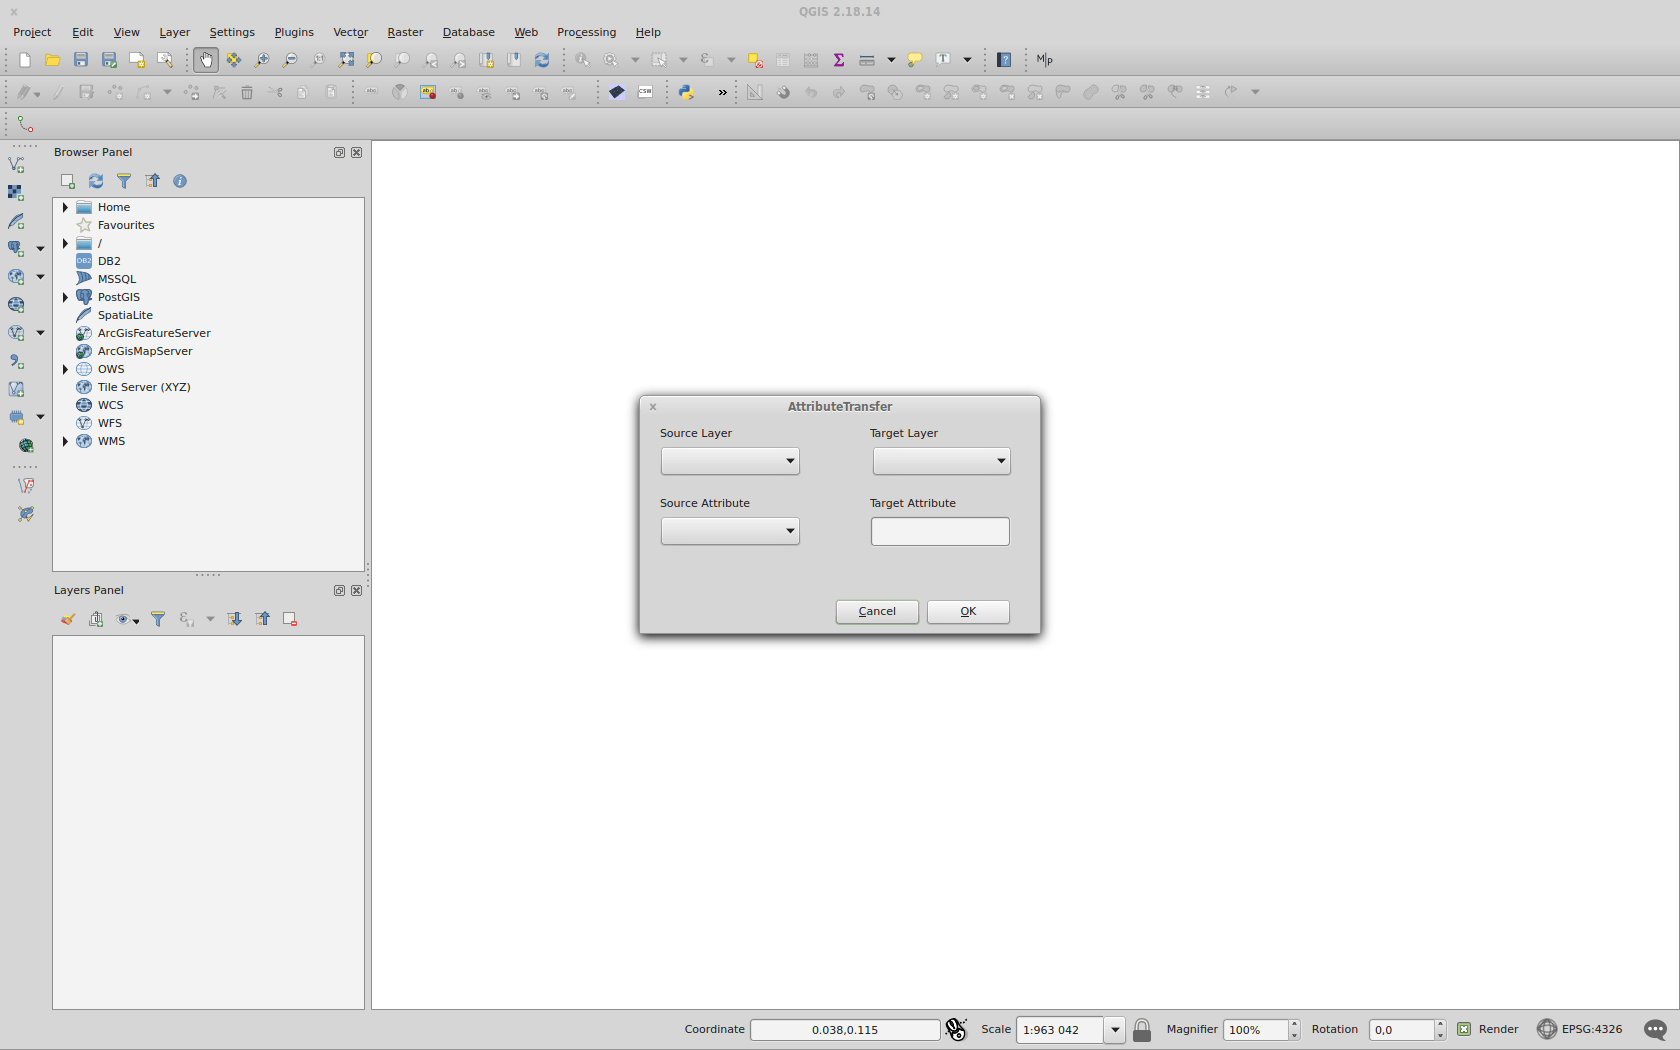 QGIS 2.18.14
Project Edit View Layer Settings Plugins Vector Raster Database Web Processing Help
M|P
CSW »
Browser Panel
Home
Favourites
/
DB2 DB2
MSSQL
PostGIS
SpatiaLite
ArcGisFeatureServer
ArcGisMapServer
OWS
Tile Server (XYZ)
WCS
WFS
WMS
AttributeTransfer
Source Layer Target Layer
Source Attribute Target Attribute
Cancel OK
Layers Panel
Coordinate 0.038,0.115 Scale 1:963 042 Magnifier 100% Rotation 0,0 Render EPSG:4326